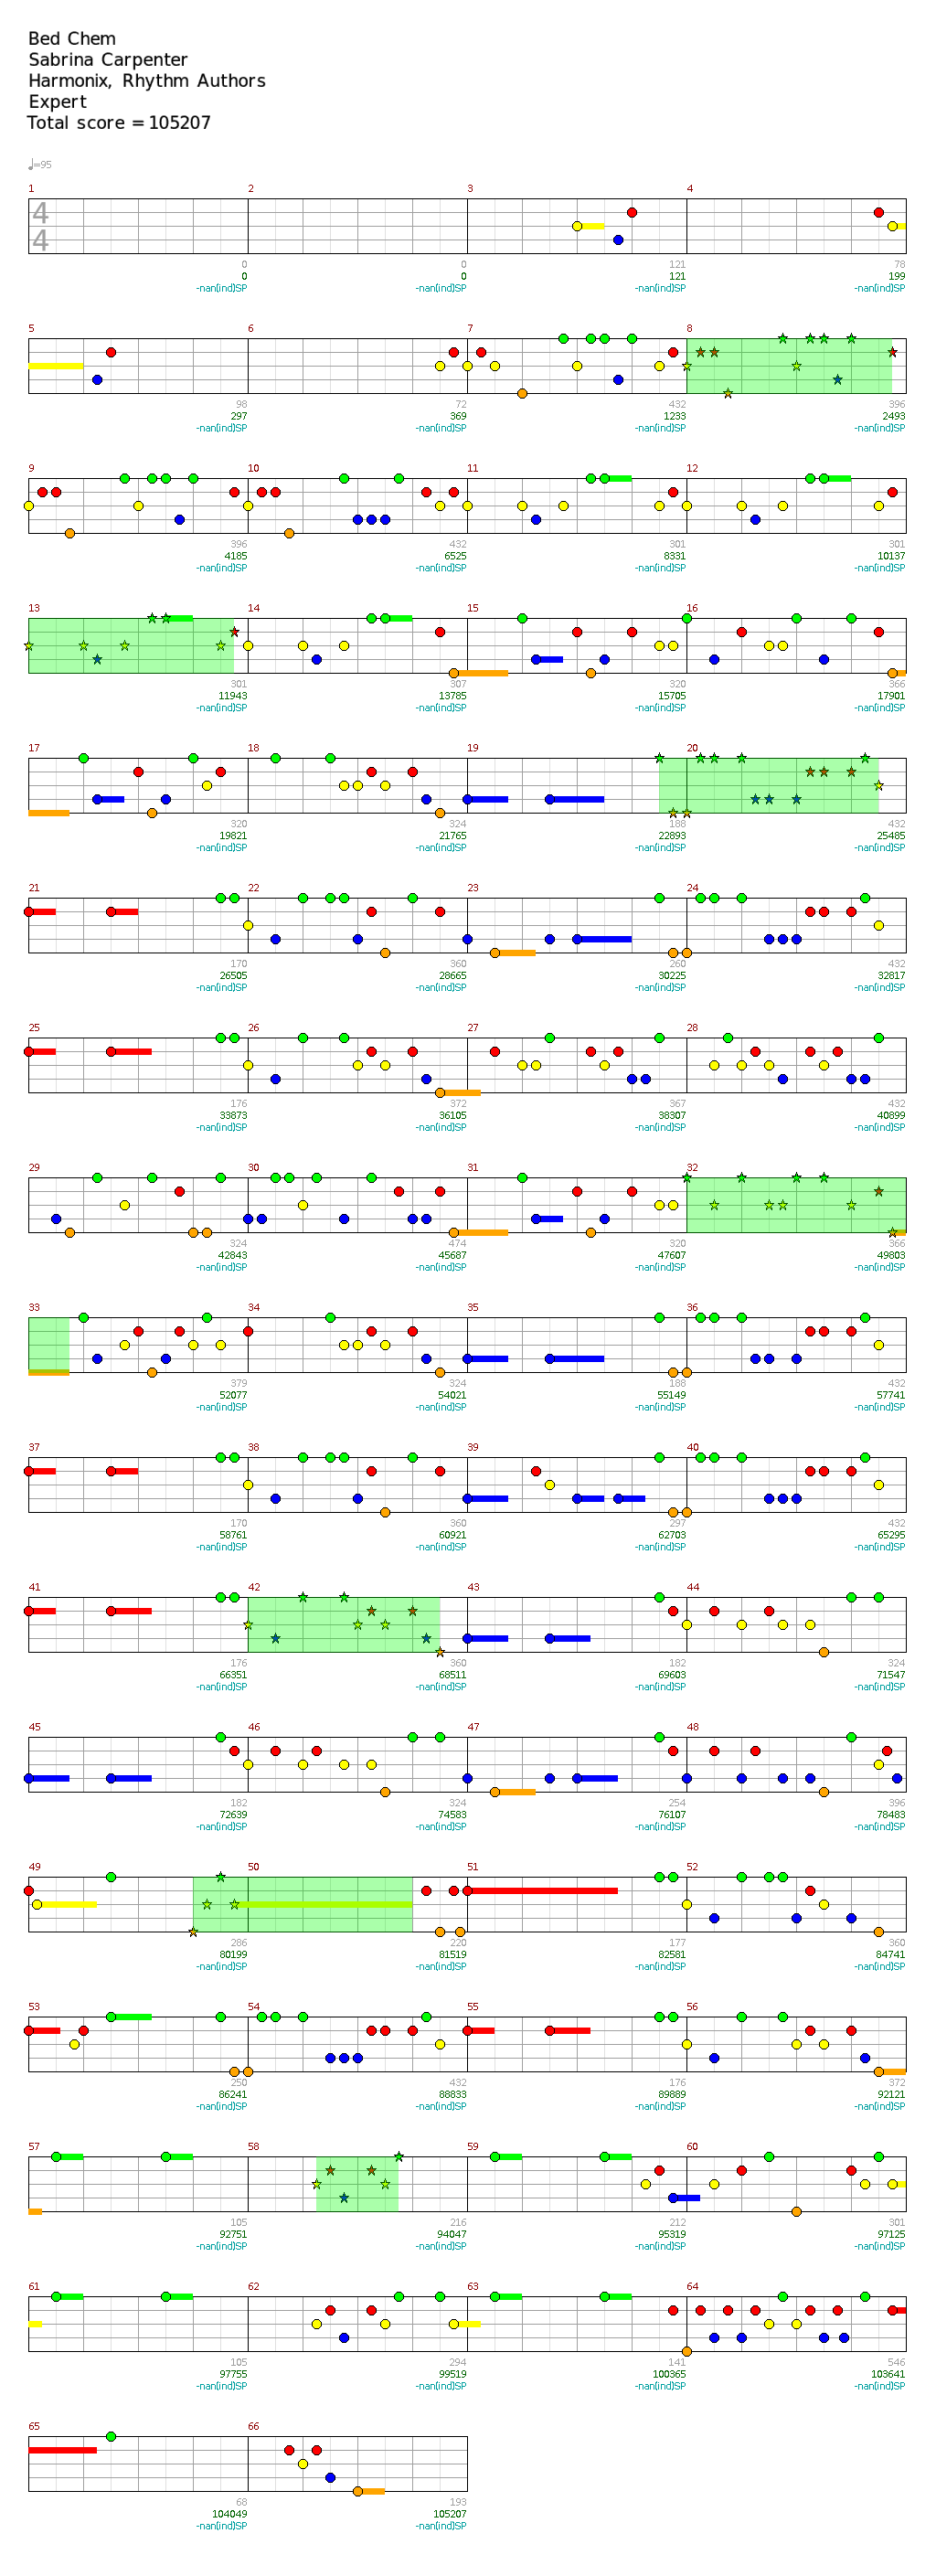 Bed Chem
Sabrina Carpenter
Harmonix, Rhythm Authors
Expert
Total score = 105207
♩=95
1 2 3 4
4
4
0 0 121 78
0 0 121 199
-nan(ind)SP -nan(ind)SP -nan(ind)SP -nan(ind)SP
5 6 7 8
98 72 432 396
297 369 1233 2493
-nan(ind)SP -nan(ind)SP -nan(ind)SP -nan(ind)SP
9 10 11 12
396 432 301 301
4185 6525 8331 10137
-nan(ind)SP -nan(ind)SP -nan(ind)SP -nan(ind)SP
13 14 15 16
301 307 320 366
11943 13785 15705 17901
-nan(ind)SP -nan(ind)SP -nan(ind)SP -nan(ind)SP
17 18 19 20
320 324 188 432
19821 21765 22893 25485
-nan(ind)SP -nan(ind)SP -nan(ind)SP -nan(ind)SP
21 22 23 24
170 360 260 432
26505 28665 30225 32817
-nan(ind)SP -nan(ind)SP -nan(ind)SP -nan(ind)SP
25 26 27 28
176 372 367 432
33873 36105 38307 40899
-nan(ind)SP -nan(ind)SP -nan(ind)SP -nan(ind)SP
29 30 31 32
324 474 320 366
42843 45687 47607 49803
-nan(ind)SP -nan(ind)SP -nan(ind)SP -nan(ind)SP
33 34 35 36
379 324 188 432
52077 54021 55149 57741
-nan(ind)SP -nan(ind)SP -nan(ind)SP -nan(ind)SP
37 38 39 40
170 360 297 432
58761 60921 62703 65295
-nan(ind)SP -nan(ind)SP -nan(ind)SP -nan(ind)SP
41 42 43 44
176 360 182 324
66351 68511 69603 71547
-nan(ind)SP -nan(ind)SP -nan(ind)SP -nan(ind)SP
45 46 47 48
182 324 254 396
72639 74583 76107 78483
-nan(ind)SP -nan(ind)SP -nan(ind)SP -nan(ind)SP
49 50 51 52
286 220 177 360
80199 81519 82581 84741
-nan(ind)SP -nan(ind)SP -nan(ind)SP -nan(ind)SP
53 54 55 56
250 432 176 372
86241 88833 89889 92121
-nan(ind)SP -nan(ind)SP -nan(ind)SP -nan(ind)SP
57 58 59 60
105 216 212 301
92751 94047 95319 97125
-nan(ind)SP -nan(ind)SP -nan(ind)SP -nan(ind)SP
61 62 63 64
105 294 141 546
97755 99519 100365 103641
-nan(ind)SP -nan(ind)SP -nan(ind)SP -nan(ind)SP
65 66
68 193
104049 105207
-nan(ind)SP -nan(ind)SP